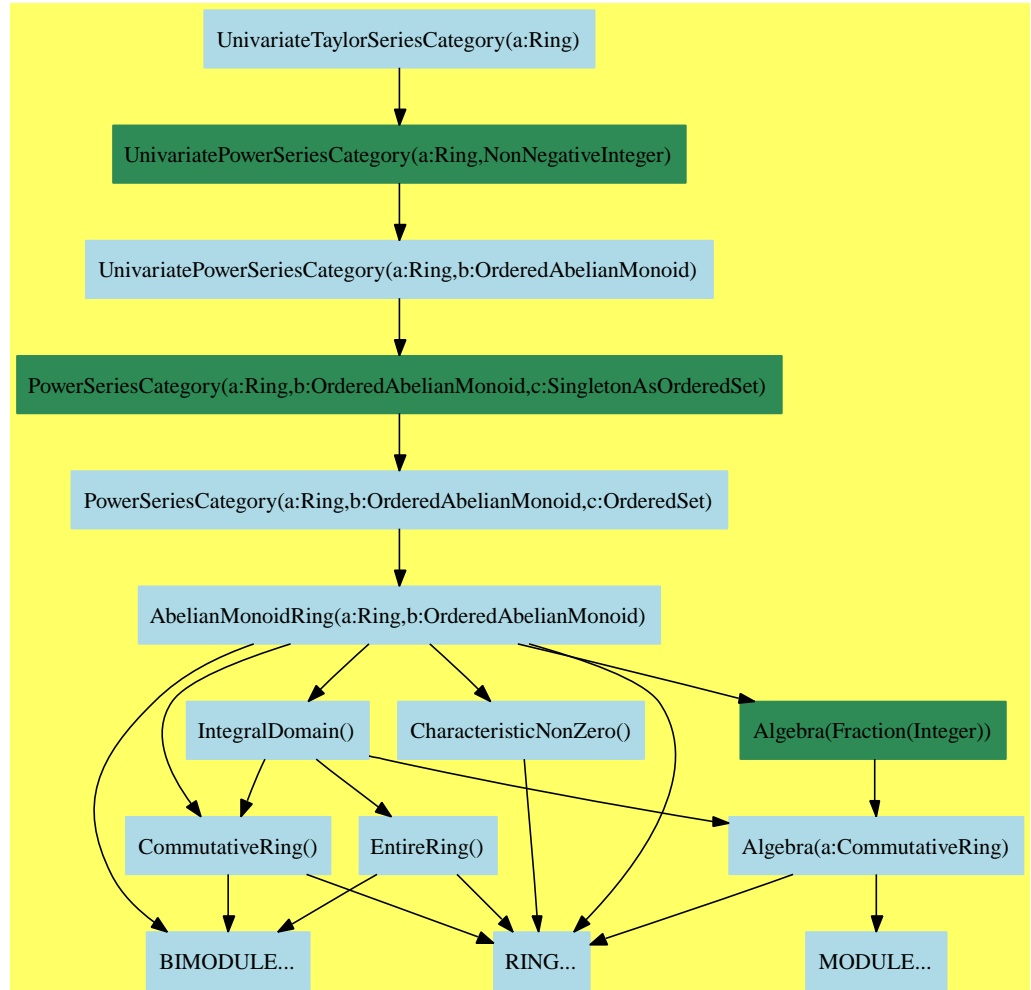 UnivariateTaylorSeriesCategory(a:Ring)
UnivariatePowerSeriesCategory(a:Ring,NonNegativeInteger)
UnivariatePowerSeriesCategory(a:Ring,b:OrderedAbelianMonoid)
PowerSeriesCategory(a:Ring,b:OrderedAbelianMonoid,c:SingletonAsOrderedSet)
PowerSeriesCategory(a:Ring,b:OrderedAbelianMonoid,c:OrderedSet)
AbelianMonoidRing(a:Ring,b:OrderedAbelianMonoid)
IntegralDomain()
CharacteristicNonZero()
Algebra(Fraction(Integer))
CommutativeRing()
EntireRing()
Algebra(a:CommutativeRing)
BIMODULE...
RING...
MODULE...